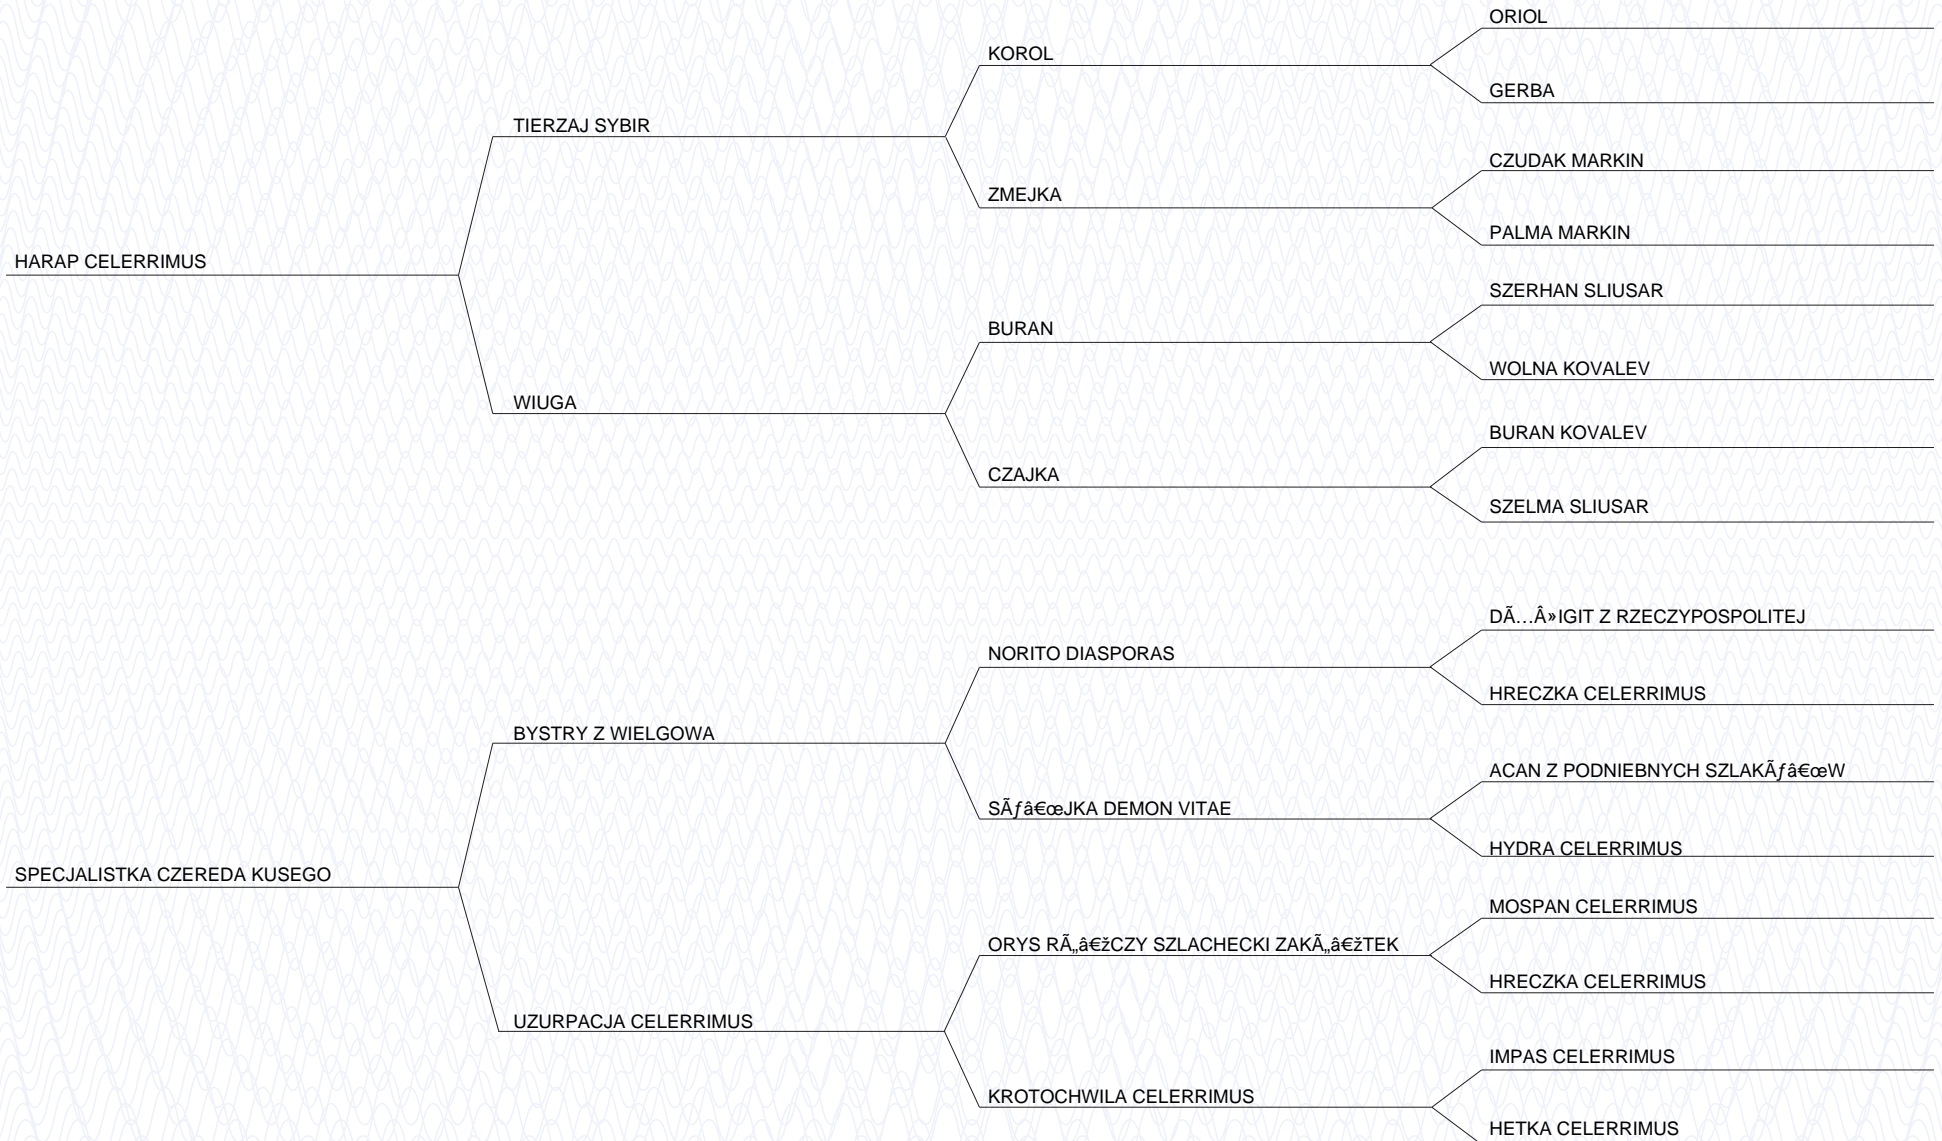 ORIOL
KOROL
GERBA
TIERZAJ SYBIR
CZUDAK MARKIN
ZMEJKA
PALMA MARKIN
HARAP CELERRIMUS
SZERHAN SLIUSAR
BURAN
WOLNA KOVALEV
WIUGA
BURAN KOVALEV
CZAJKA
SZELMA SLIUSAR
DÃ…Â»IGIT Z RZECZYPOSPOLITEJ
NORITO DIASPORAS
HRECZKA CELERRIMUS
BYSTRY Z WIELGOWA
ACAN Z PODNIEBNYCH SZLAKÃƒâ€œW
SÃƒâ€œJKA DEMON VITAE
HYDRA CELERRIMUS
SPECJALISTKA CZEREDA KUSEGO
MOSPAN CELERRIMUS
ORYS RÃ„â€žCZY SZLACHECKI ZAKÃ„â€žTEK
HRECZKA CELERRIMUS
UZURPACJA CELERRIMUS
IMPAS CELERRIMUS
KROTOCHWILA CELERRIMUS
HETKA CELERRIMUS